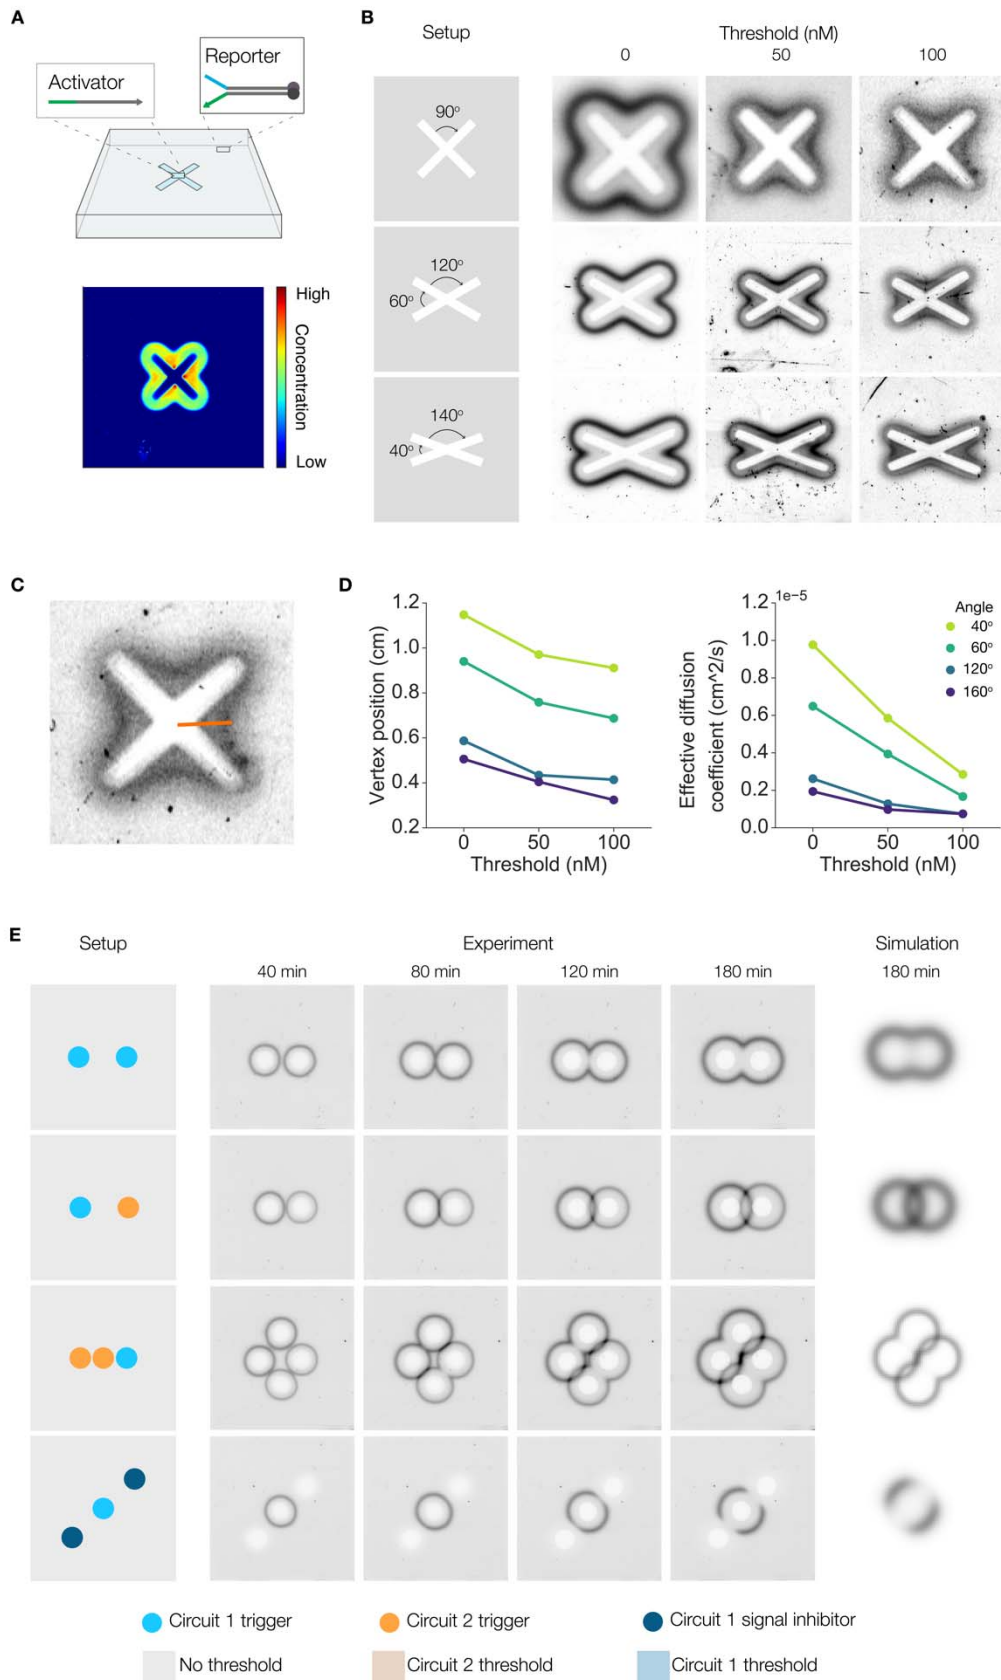 A
Activator
Reporter
High
Concentration
Low
B
Setup
Threshold (nM)
0
50
100
90°
120°
60°
140°
40°
C
D
1.2
1.0
0.8
0.6
0.4
0.2
Vertex position (cm)
0
50
100
Threshold (nM)
1e-5
1.2
1.0
0.8
0.6
0.4
0.2
0.0
Effective diffusion
coefficient (cm^2/s)
0
50
100
Threshold (nM)
Angle
40°
60°
120°
160°
E
Setup
Experiment
Simulation
40 min
80 min
120 min
180 min
180 min
Circuit 1 trigger
Circuit 2 trigger
Circuit 1 signal inhibitor
No threshold
Circuit 2 threshold
Circuit 1 threshold